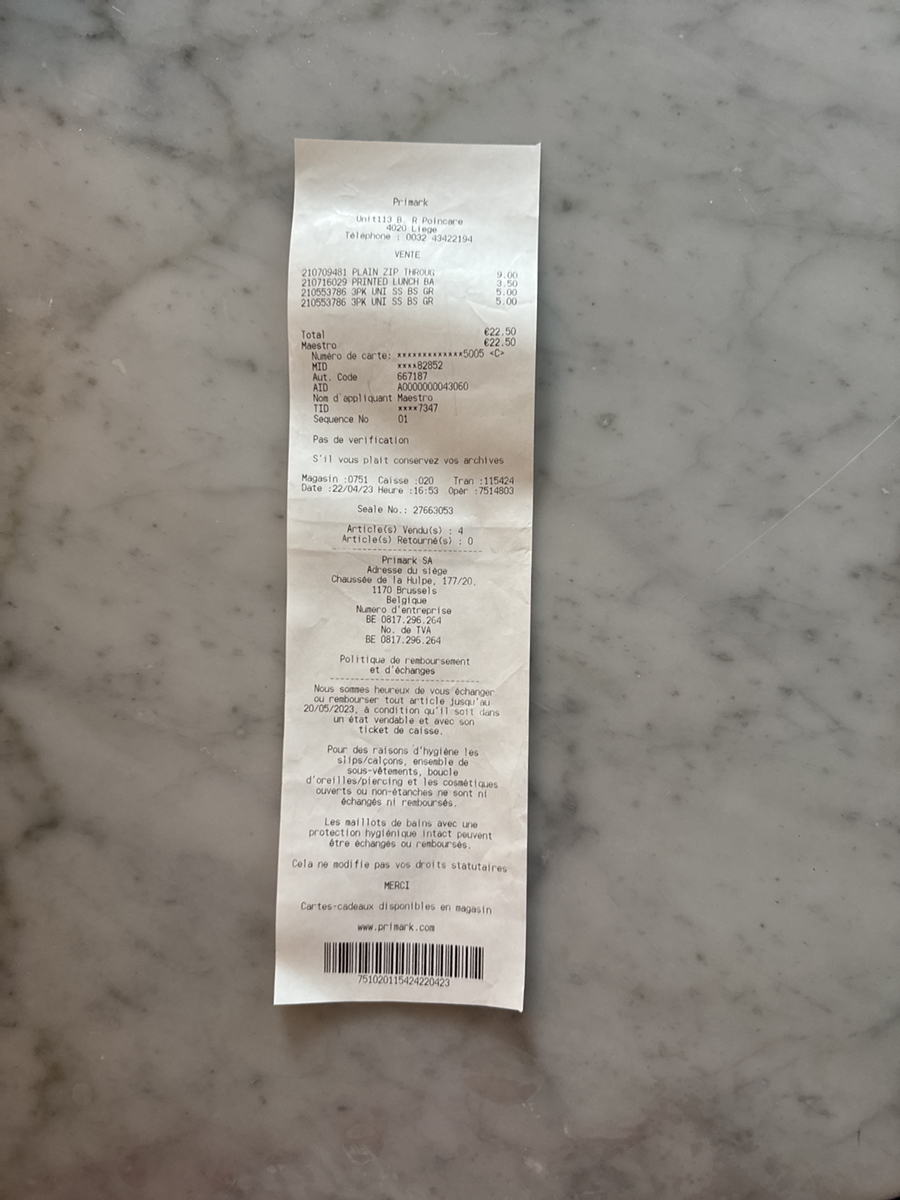 Primark
Unit113 B. R Poincare
4020 Liege
Téléphone : 0032 43422194
VENTE
210709481 PLAIN ZIP THROUG 9.00
210716029 PRINTED LUNCH BA 3.50
210553786 3PK UNI SS BS GR 5.00
210553786 3PK UNI SS BS GR 5.00
Total €22.50
Maestro €22.50
Numéro de carte: *************5005 <C>
MID ****82852
Aut. Code 667187
AID A0000000043060
Nom d'appliquant Maestro
TID ****7347
Sequence No 01
Pas de verification
S'il vous plait conservez vos archives
Magasin :0751 Caisse :020 Tran :115424
Date :22/04/23 Heure :16:53 Opér :7514803
Seale No.: 27663053
Article(s) Vendu(s) : 4
Article(s) Retourné(s) : 0
Primark SA
Adresse du siège
Chaussée de la Hulpe, 177/20,
1170 Brussels
Belgique
Numéro d'entreprise
BE 0817.296.264
No. de TVA
BE 0817.296.264
Politique de remboursement
et d'échanges
Nous sommes heureux de vous échanger
ou rembourser tout article jusqu'au
20/05/2023, à condition qu'il soit dans
un état vendable et avec son
ticket de caisse.
Pour des raisons d'hygiène les
slips/calçons, ensemble de
sous-vêtements, boucle
d'oreilles/piercing et les cosmétiques
ouverts ou non-étanches ne sont ni
échangés ni remboursés.
Les maillots de bains avec une
protection hygiénique intact peuvent
être échangés ou remboursés.
Cela ne modifie pas vos droits statutaires
MERCI
Cartes-cadeaux disponibles en magasin
www.primark.com
751020115424220423